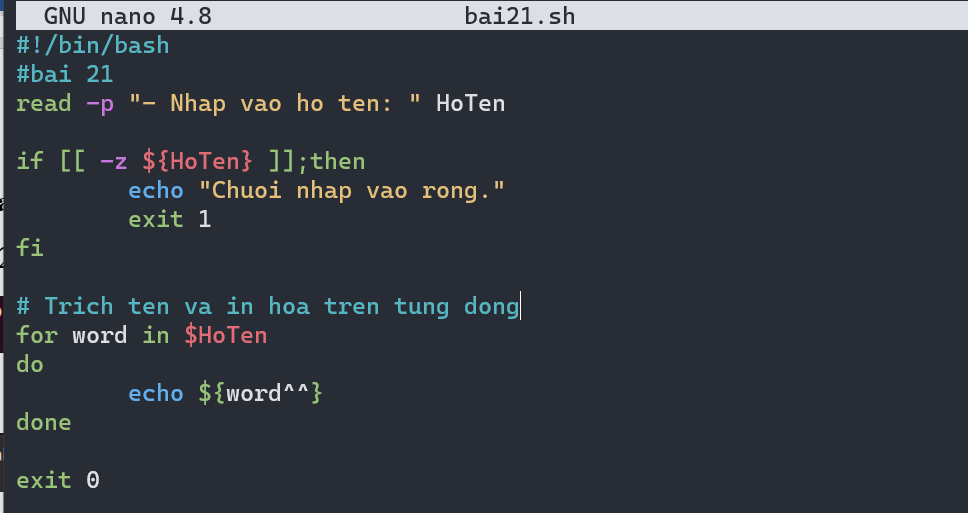 GNU nano 4.8 bai21.sh
#!/bin/bash
#bai 21
read -p "- Nhap vao ho ten: " HoTen
if [[ -z ${HoTen} ]];then
echo "Chuoi nhap vao rong."
exit 1
fi
# Trich ten va in hoa tren tung dong
for word in $HoTen
do
echo ${word^^}
done
exit 0